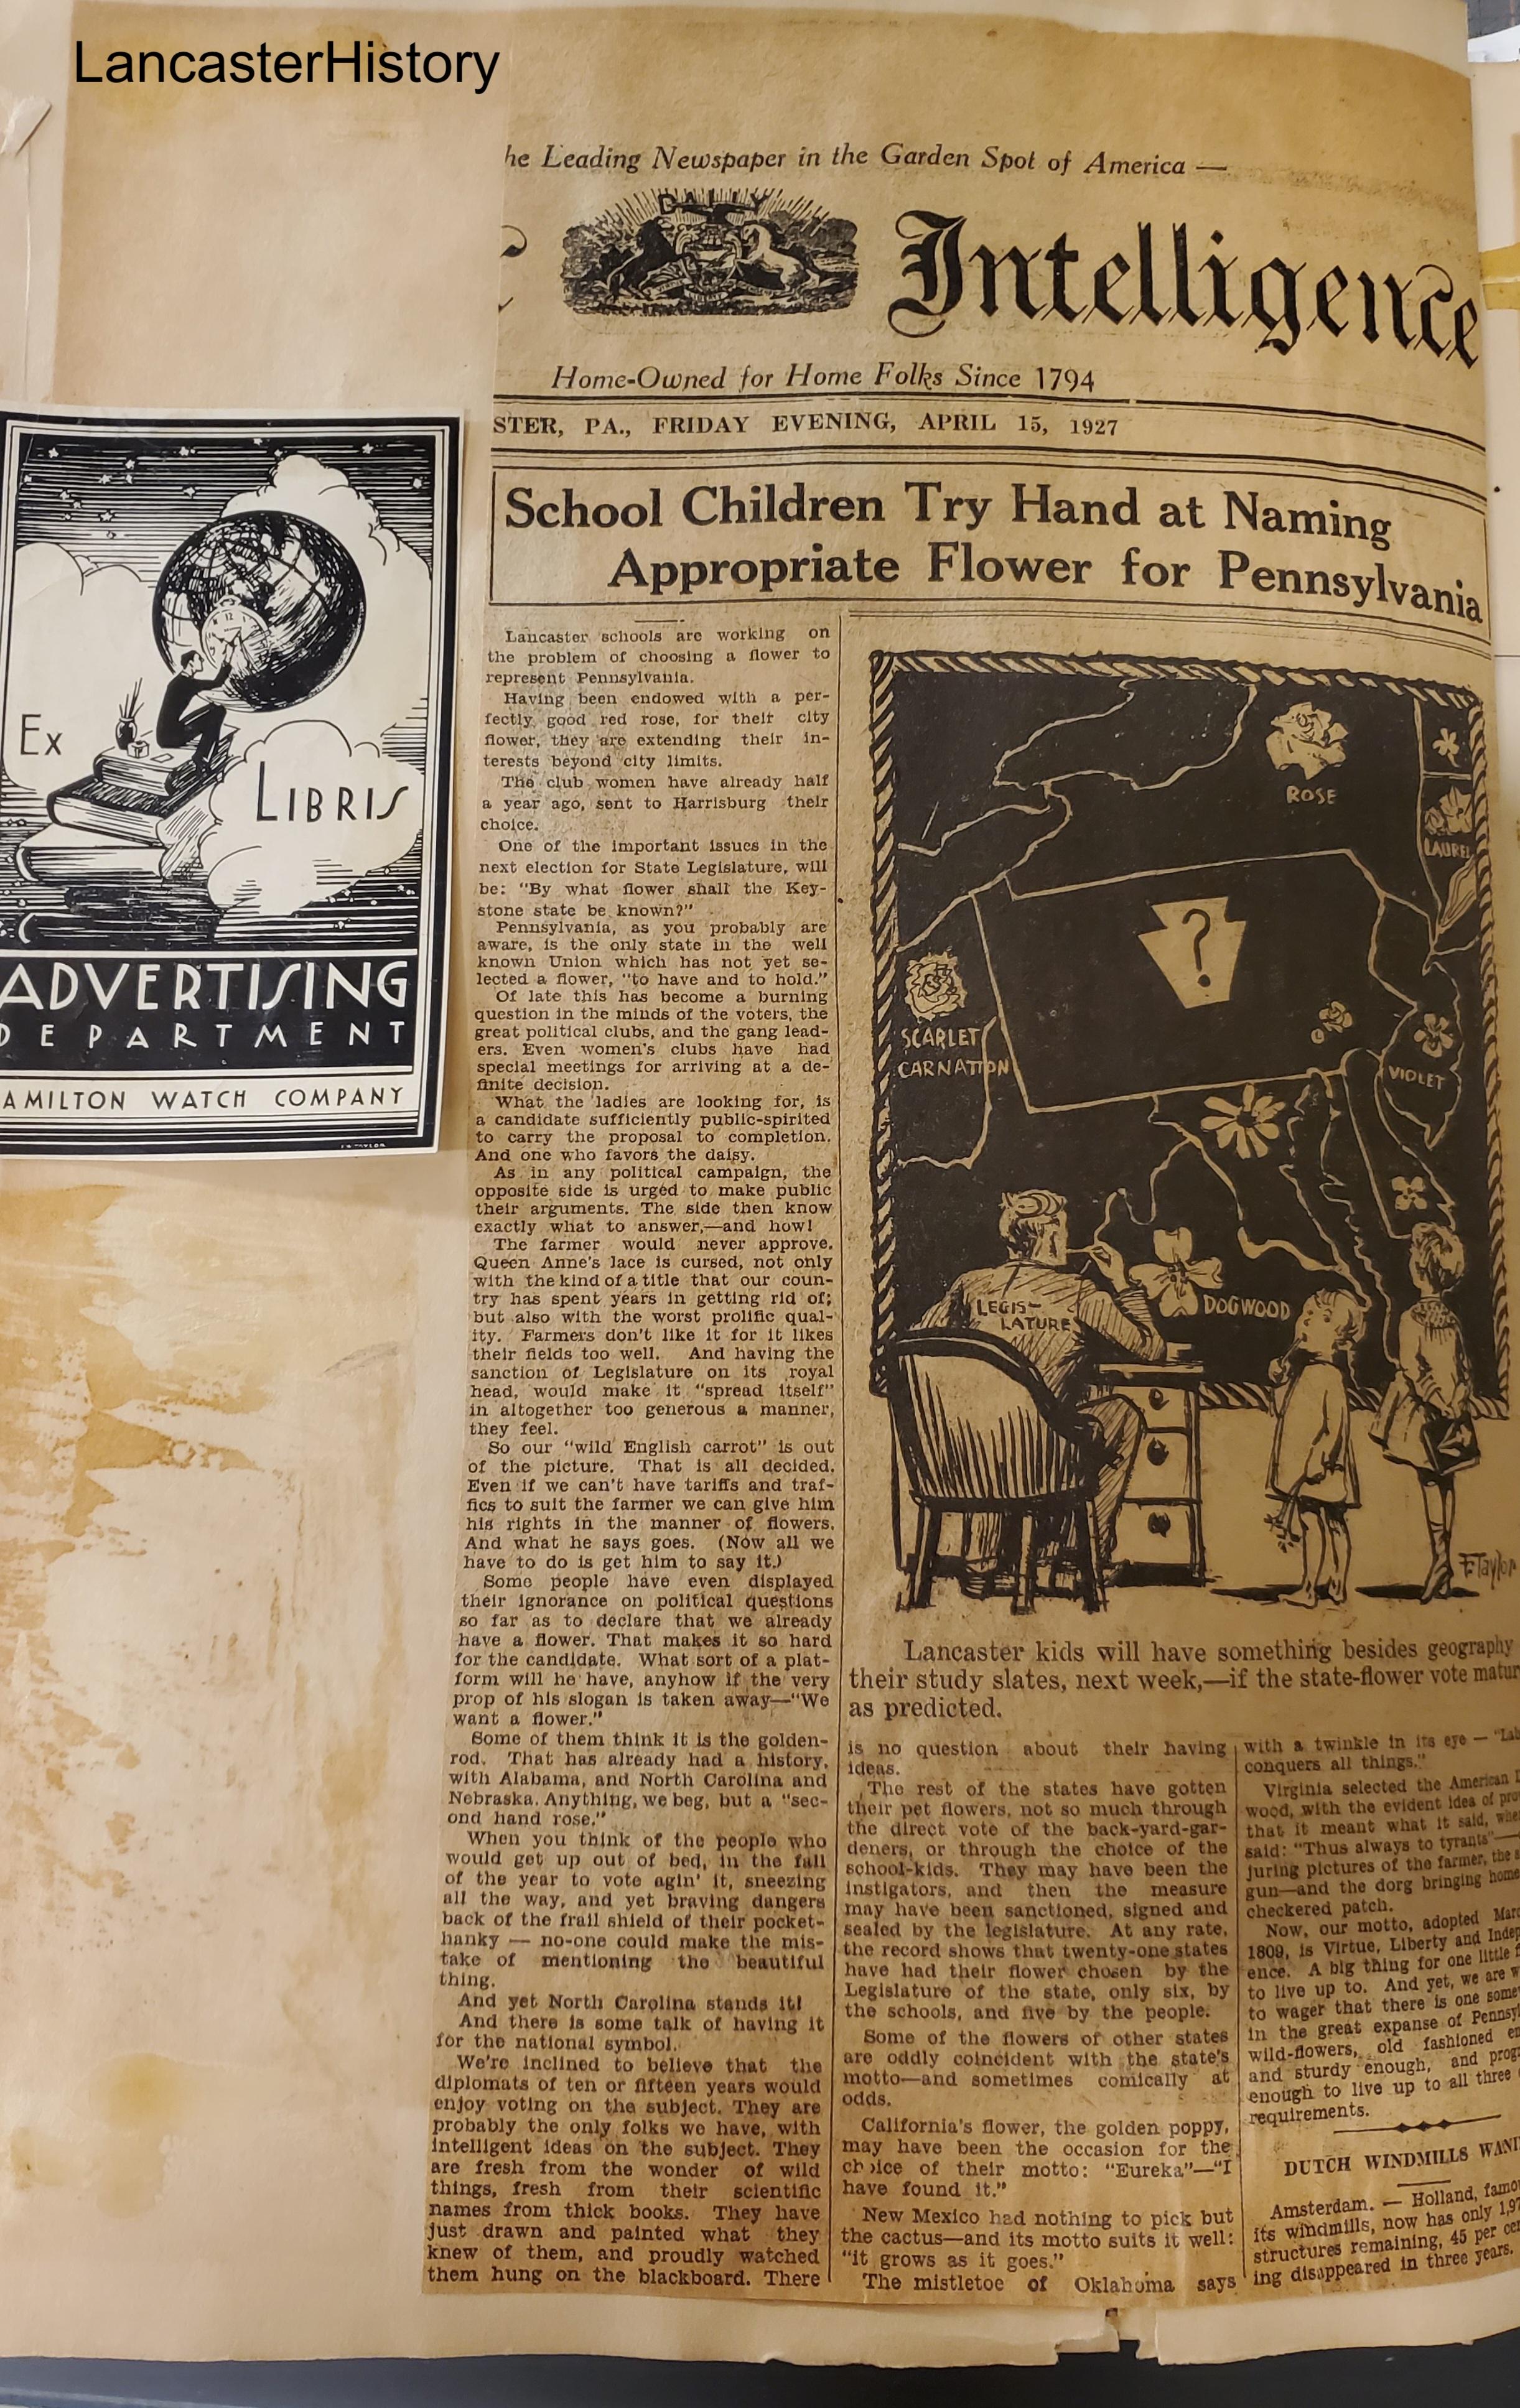 LancasterHistory
he Leading Newspaper in the Garden Spot of America —
DAILY
Intelligence
Home-Owned for Home Folks Since 1794
STER, PA., FRIDAY EVENING, APRIL 15, 1927
School Children Try Hand at Naming
Appropriate Flower for Pennsylvania
Ex
LIBRIS
ADVERTISING
DEPARTMENT
AMILTON WATCH COMPANY
Lancaster schools are working on
the problem of choosing a flower to
represent Pennsylvania.
Having been endowed with a per-
fectly good red rose, for their city
flower, they are extending their in-
terests beyond city limits.
The club women have already half
a year ago, sent to Harrisburg their
choice.
One of the important issues in the
next election for State Legislature, will
be: "By what flower shall the Key-
stone state be known?"
Pennsylvania, as you probably are
aware, is the only state in the well
known Union which has not yet se-
lected a flower, "to have and to hold."
Of late this has become a burning
question in the minds of the voters, the
great political clubs, and the gang lead-
ers. Even women's clubs have had
special meetings for arriving at a de-
finite decision.
What the ladies are looking for, is
a candidate sufficiently public-spirited
to carry the proposal to completion.
And one who favors the daisy.
As in any political campaign, the
opposite side is urged to make public
their arguments. The side then know
exactly what to answer,—and how!
The farmer would never approve.
Queen Anne's lace is cursed, not only
with the kind of a title that our coun-
try has spent years in getting rid of;
but also with the worst prolific qual-
ity. Farmers don't like it for it likes
their fields too well. And having the
sanction of Legislature on its royal
head, would make it "spread itself"
in altogether too generous a manner,
they feel.
So our "wild English carrot" is out
of the picture. That is all decided.
Even if we can't have tariffs and traf-
fics to suit the farmer we can give him
his rights in the manner of flowers.
And what he says goes. (Now all we
have to do is get him to say it.)
Some people have even displayed
their ignorance on political questions
so far as to declare that we already
have a flower. That makes it so hard
for the candidate. What sort of a plat-
form will he have, anyhow if the very
prop of his slogan is taken away—"We
want a flower."
Some of them think it is the golden-
rod. That has already had a history,
with Alabama, and North Carolina and
Nebraska. Anything, we beg, but a "sec-
ond hand rose."
When you think of the people who
would get up out of bed, in the fall
of the year to vote agin' it, sneezing
all the way, and yet braving dangers
back of the frail shield of their pocket-
hanky — no-one could make the mis-
take of mentioning the beautiful
thing.
And yet North Carolina stands it!
And there is some talk of having it
for the national symbol.
We're inclined to believe that the
diplomats of ten or fifteen years would
enjoy voting on the subject. They are
probably the only folks we have, with
intelligent ideas on the subject. They
are fresh from the wonder of wild
things, fresh from their scientific
names from thick books. They have
just drawn and painted what they
knew of them, and proudly watched
them hung on the blackboard. There
ROSE
LAUREL
?
SCARLET
CARNATION
VIOLET
LEGIS-
LATURE
DOGWOOD
F. Taylor
Lancaster kids will have something besides geography
their study slates, next week,—if the state-flower vote matur
as predicted.
is no question about their having
ideas.
The rest of the states have gotten
their pet flowers, not so much through
the direct vote of the back-yard-gar-
deners, or through the choice of the
school-kids. They may have been the
instigators, and then the measure
may have been sanctioned, signed and
sealed by the legislature. At any rate,
the record shows that twenty-one states
have had their flower chosen by the
Legislature of the state, only six, by
the schools, and five by the people.
Some of the flowers of other states
are oddly coincident with the state's
motto—and sometimes comically at
odds.
California's flower, the golden poppy,
may have been the occasion for the
choice of their motto: "Eureka"—"I
have found it."
New Mexico had nothing to pick but
the cactus—and its motto suits it well:
"it grows as it goes."
The mistletoe of Oklahoma says
with a twinkle in its eye — "Lab
conquers all things."
Virginia selected the American
wood, with the evident idea of pro
that it meant what it said, whe
said: "Thus always to tyrants"—
juring pictures of the farmer, the s
gun—and the dorg bringing home
checkered patch.
Now, our motto, adopted Marc
1809, is Virtue, Liberty and Indep
ence. A big thing for one little f
to live up to. And yet, we are w
to wager that there is one some
in the great expanse of Pennsyl
wild-flowers, old fashioned en
and sturdy enough, and prog
enough to live up to all three
requirements.
DUTCH WINDMILLS WANI
Amsterdam. — Holland, famo
its windmills, now has only 1,97
structures remaining, 45 per cen
ing disappeared in three years.